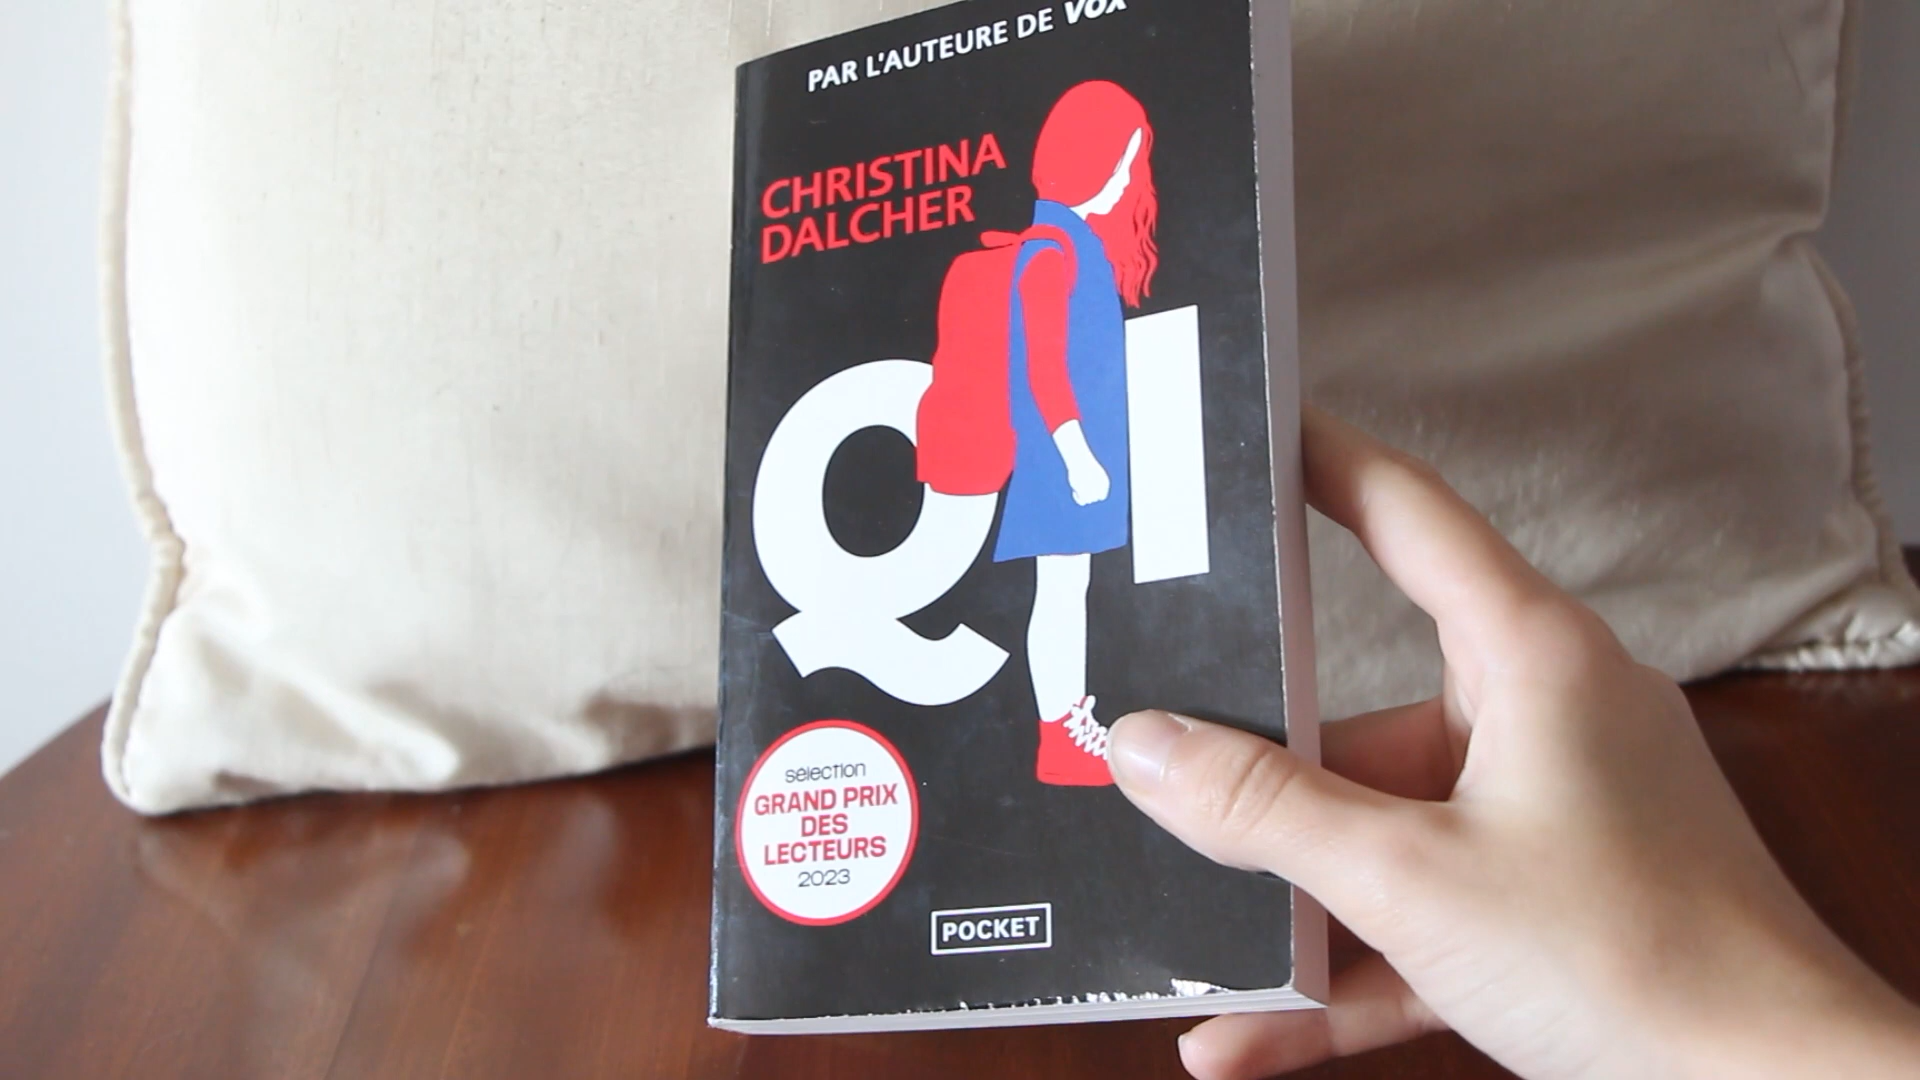 PAR L'AUTEURE DE VOX
CHRISTINA
DALCHER
QI
sélection
GRAND PRIX
DES
LECTEURS
2023
POCKET